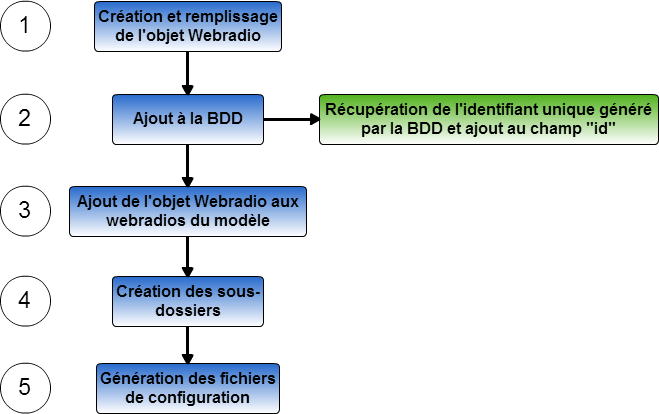 1
Création et remplissage
de l'objet Webradio
2
Ajout à la BDD
Récupération de l'identifiant unique généré
par la BDD et ajout au champ "id"
3
Ajout de l'objet Webradio aux
webradios du modèle
4
Création des sous-
dossiers
5
Génération des fichiers
de configuration